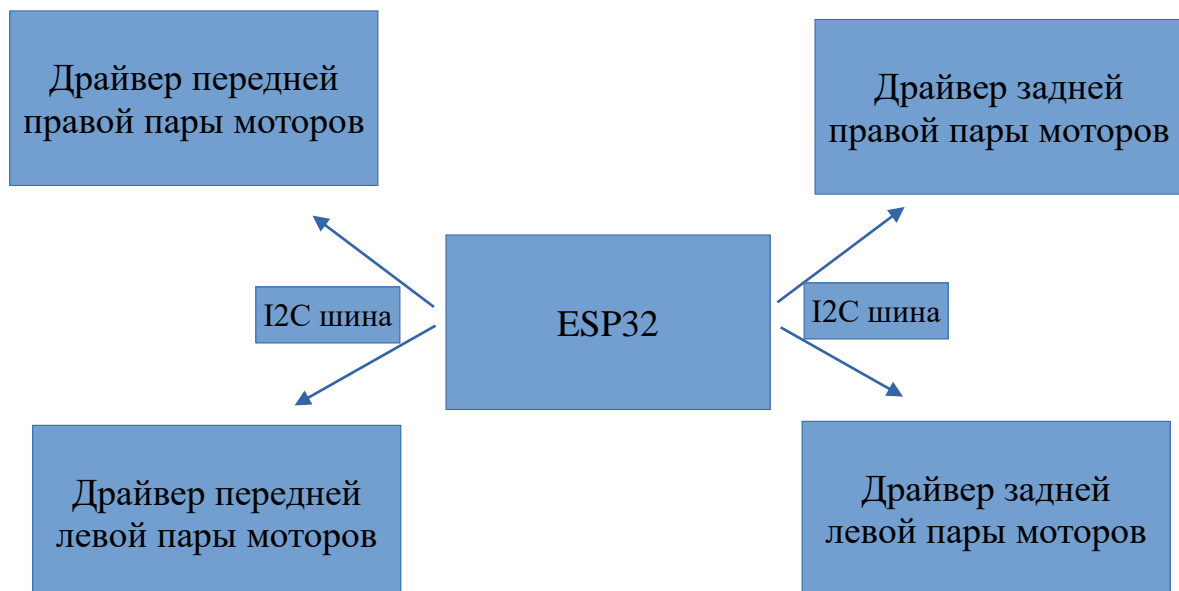 Драйвер передней
правой пары моторов
Драйвер задней
правой пары моторов
I2C шина
ESP32
I2C шина
Драйвер передней
левой пары моторов
Драйвер задней
левой пары моторов